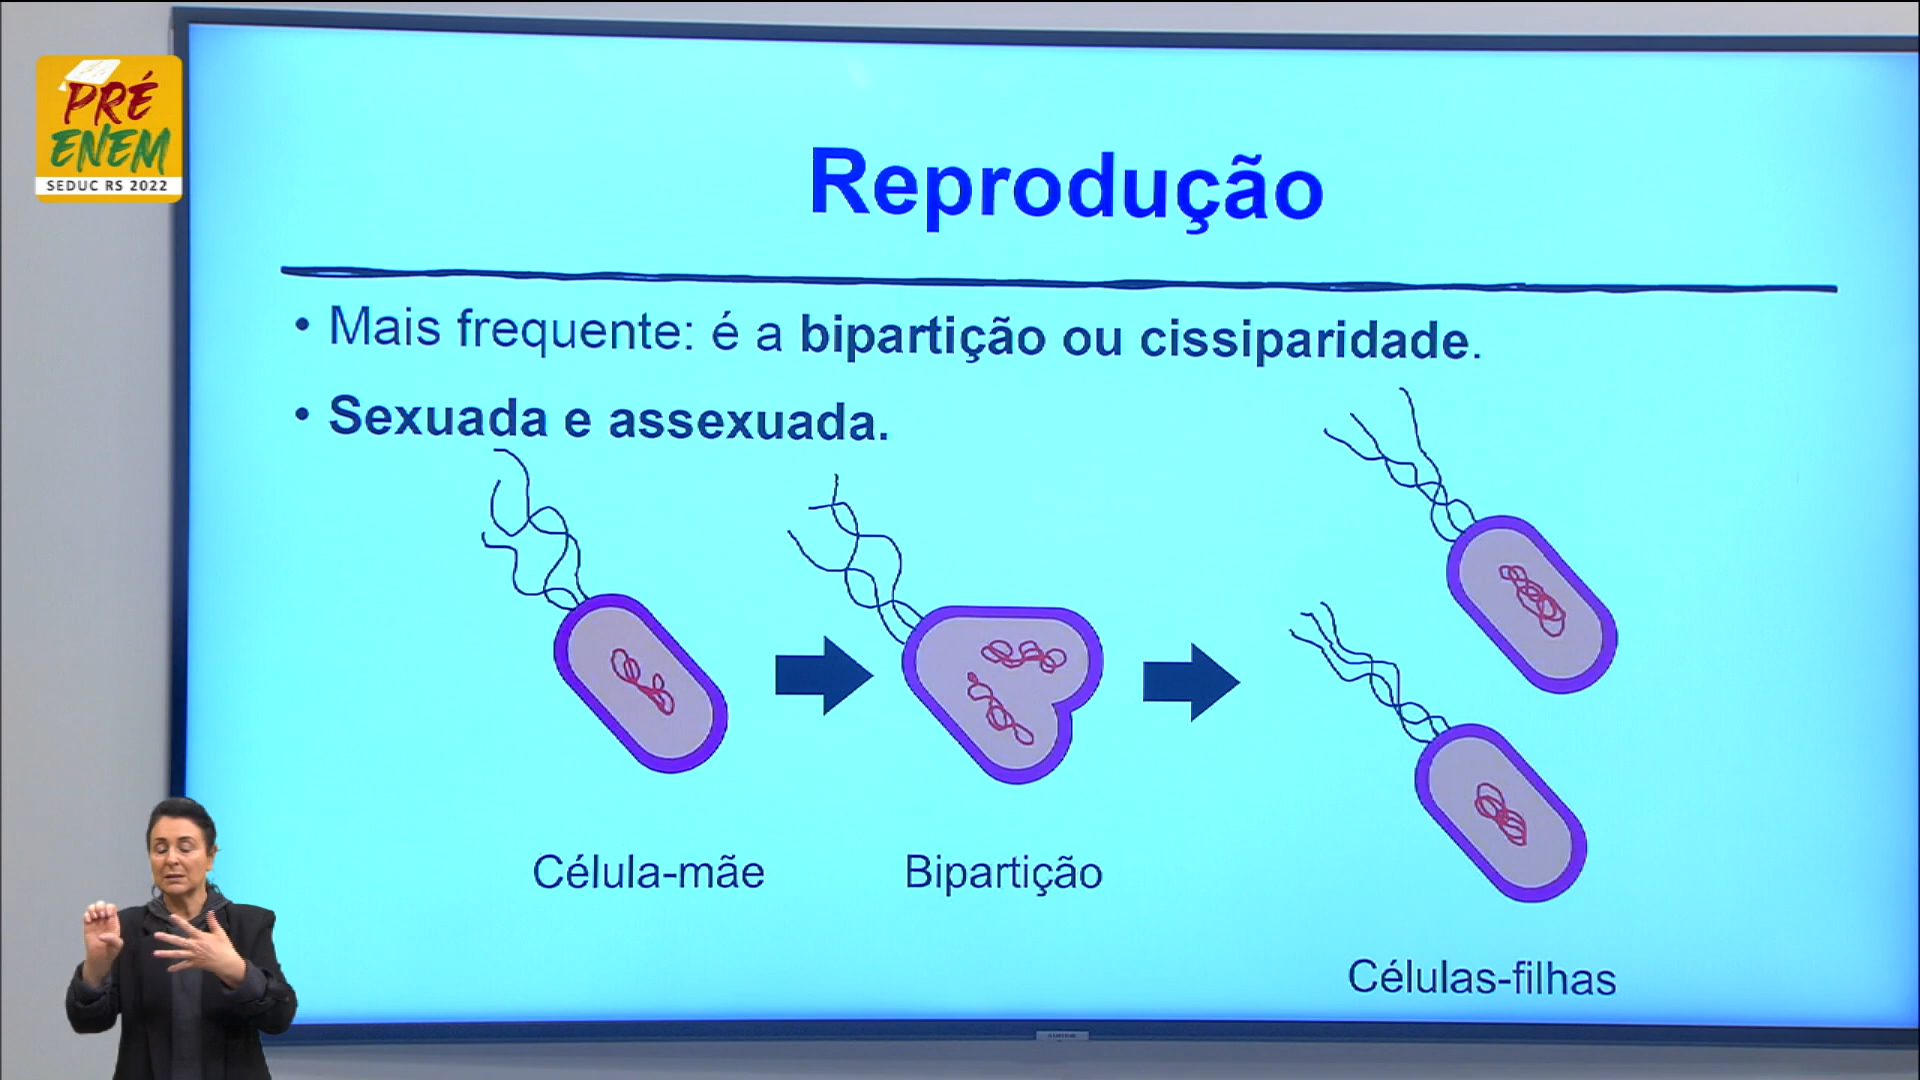 PRÉ
ENEM
SEDUC RS 2022
Reprodução
• Mais frequente: é a bipartição ou cissiparidade.
• Sexuada e assexuada.
Célula-mãe
Bipartição
Células-filhas